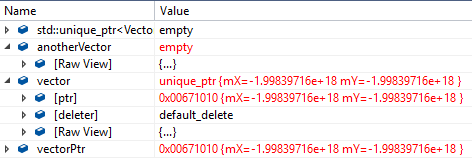 Name Value
std::unique_ptr<Vector empty
anotherVector empty
[Raw View] {...}
vector unique_ptr {mX=-1.99839716e+18 mY=-1.99839716e+18 }
[ptr] 0x00671010 {mX=-1.99839716e+18 mY=-1.99839716e+18 }
[deleter] default_delete
[Raw View] {...}
vectorPtr 0x00671010 {mX=-1.99839716e+18 mY=-1.99839716e+18 }